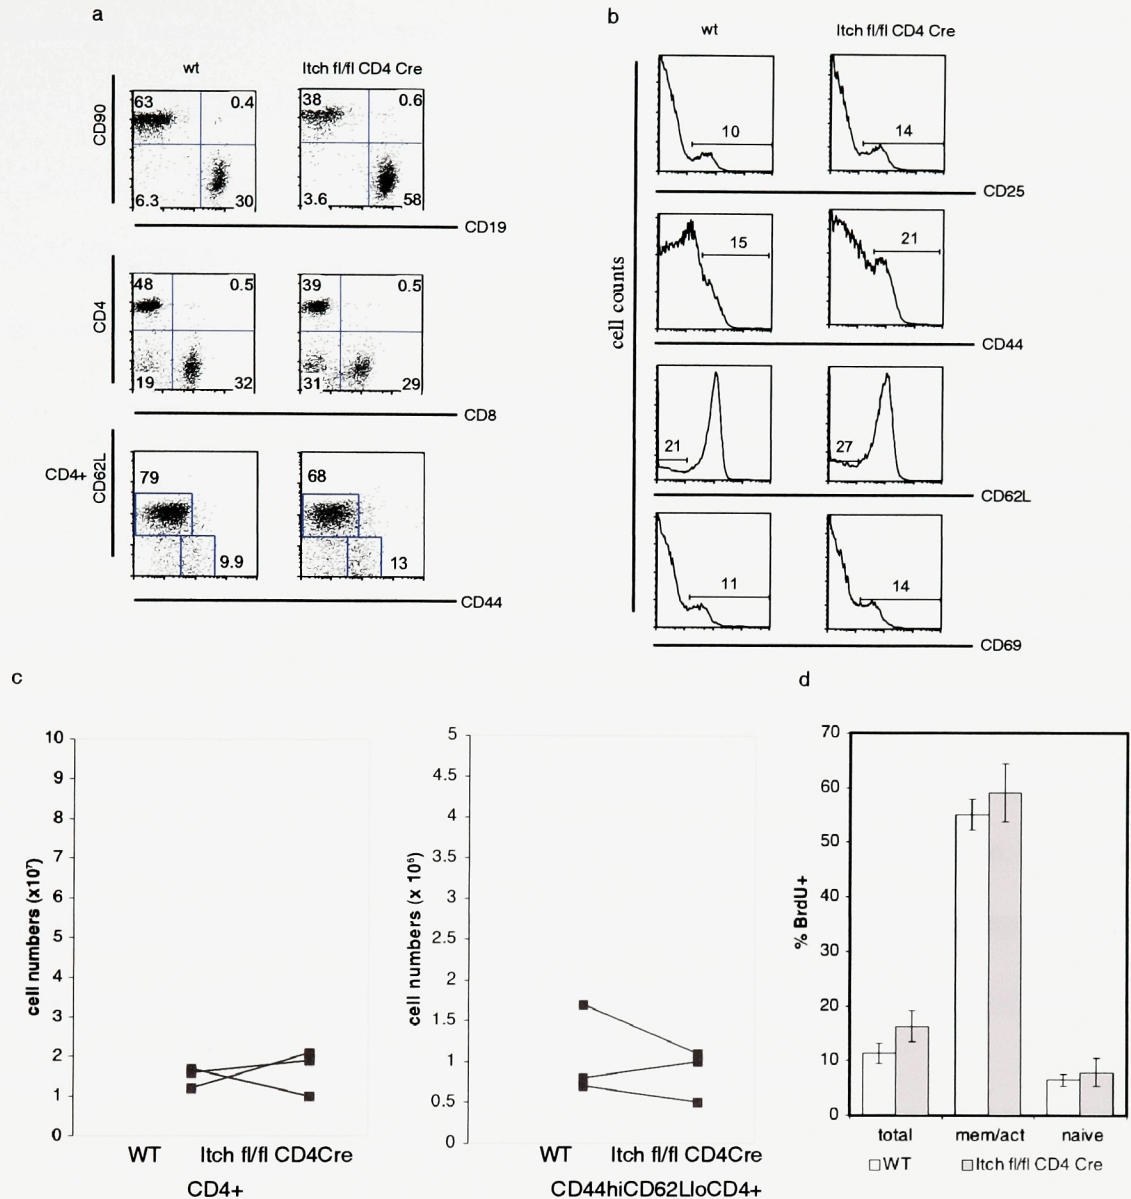 a
wt
Itch fl/fl CD4 Cre
CD90
63
0.4
6.3
30
38
0.6
3.6
58
CD19
CD4
48
0.5
19
32
39
0.5
31
29
CD8
CD4+
CD62L
79
9.9
68
13
CD44
b
wt
Itch fl/fl CD4 Cre
cell counts
10
14
CD25
15
21
CD44
21
27
CD62L
11
14
CD69
c
cell numbers (x10⁷)
10
9
8
7
6
5
4
3
2
1
0
WT
Itch fl/fl CD4Cre
CD4+
cell numbers (x 10⁶)
5
4.5
4
3.5
3
2.5
2
1.5
1
0.5
0
WT
Itch fl/fl CD4Cre
CD44hiCD62LloCD4+
d
% BrdU+
70
60
50
40
30
20
10
0
total
mem/act
naive
WT
Itch fl/fl CD4 Cre